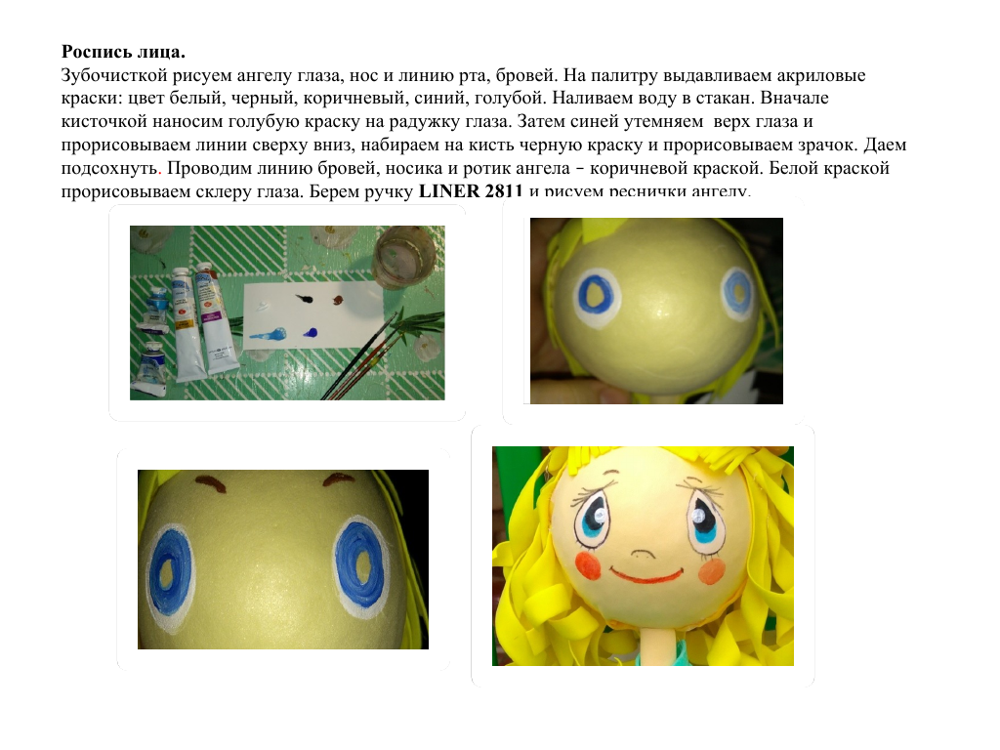 Роспись лица.
Зубочисткой рисуем ангелу глаза, нос и линию рта, бровей. На палитру выдавливаем акриловые
краски: цвет белый, черный, коричневый, синий, голубой. Наливаем воду в стакан. Вначале
кисточкой наносим голубую краску на радужку глаза. Затем синей утемняем  верх глаза и
прорисовываем линии сверху вниз, набираем на кисть черную краску и прорисовываем зрачок. Даем
подсохнуть. Проводим линию бровей, носика и ротик ангела – коричневой краской. Белой краской
прорисовываем склеру глаза. Берем ручку LINER 2811 и рисуем реснички ангелу.